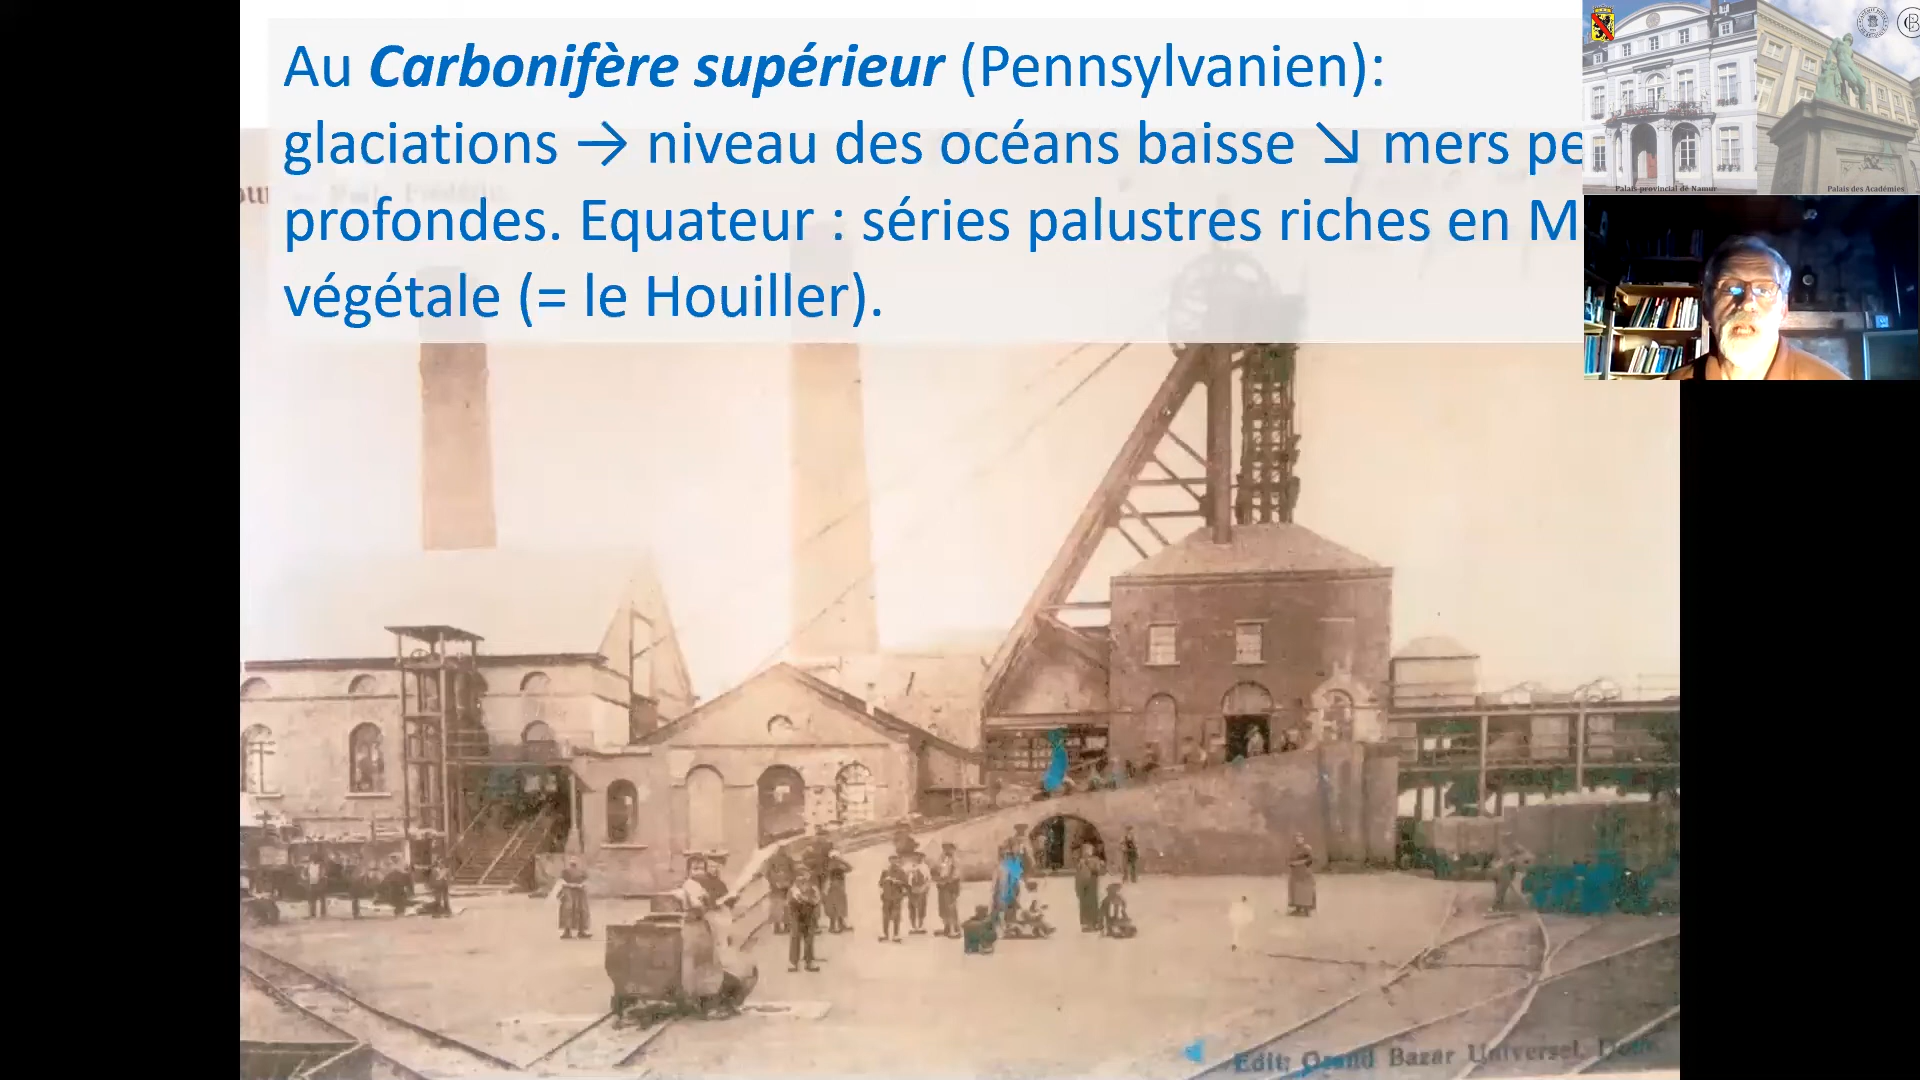 Au Carbonifère supérieur (Pennsylvanien):
glaciations → niveau des océans baisse ↘ mers pe
profondes. Equateur : séries palustres riches en M
végétale (= le Houiller).
Palais provincial de Namur
Palais des Académies
Edit: Grand Bazar Universel,